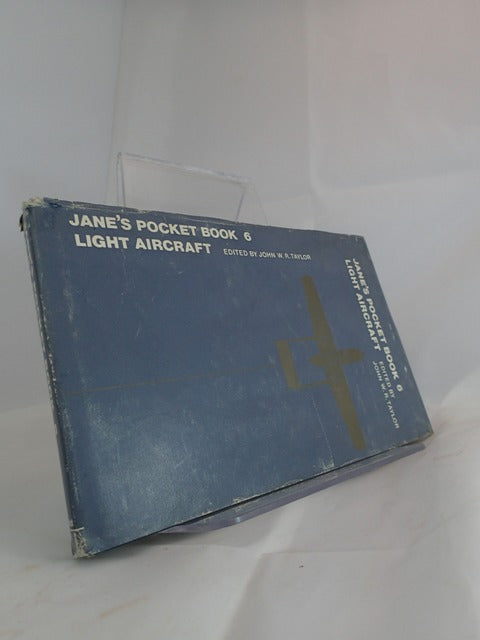 JANE'S POCKET BOOK 6
LIGHT AIRCRAFT EDITED BY JOHN W. R. TAYLOR
JANE'S POCKET BOOK 6
LIGHT AIRCRAFT
EDITED BY
JOHN W. R. TAYLOR